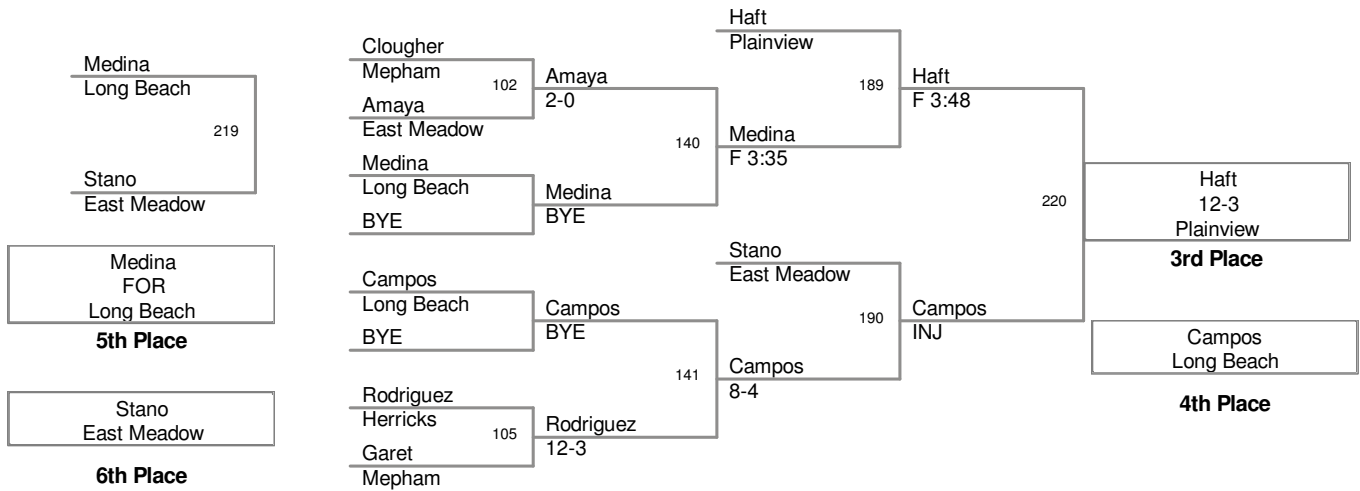 Medina
Long Beach
219
Stano
East Meadow
Medina
FOR
Long Beach
5th Place
Stano
East Meadow
6th Place
Clougher
Mepham
102
Amaya
East Meadow
Medina
Long Beach
BYE
Campos
Long Beach
BYE
Rodriguez
Herricks
105
Garet
Mepham
Amaya
2-0
140
Medina
BYE
Campos
BYE
141
Rodriguez
12-3
Haft
Plainview
189
Medina
F 3:35
Stano
East Meadow
190
Campos
8-4
Haft
F 3:48
220
Campos
INJ
Haft
12-3
Plainview
3rd Place
Campos
Long Beach
4th Place